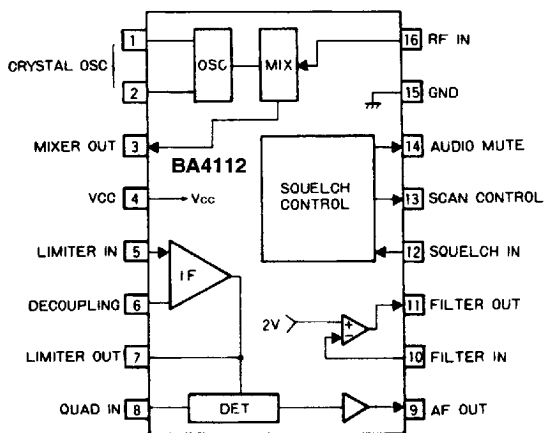 1
CRYSTAL OSC
2
OSC
MIX
16 RF IN
15 GND
MIXER OUT 3
BA4112
14 AUDIO MUTE
SQUELCH
CONTROL
VCC 4 Vcc
13 SCAN CONTROL
LIMITER IN 5
12 SQUELCH IN
IF
DECOUPLING 6
2V + −
11 FILTER OUT
LIMITER OUT 7
10 FILTER IN
QUAD IN 8
DET
9 AF OUT